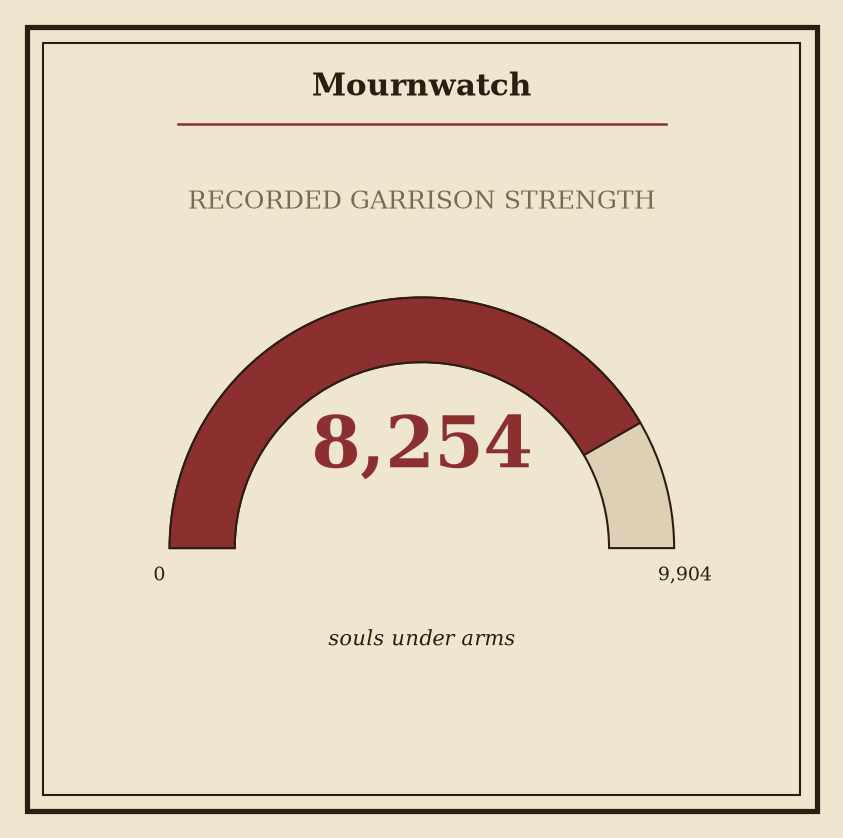 Mournwatch
RECORDED GARRISON STRENGTH
8,254
0
9,904
souls under arms